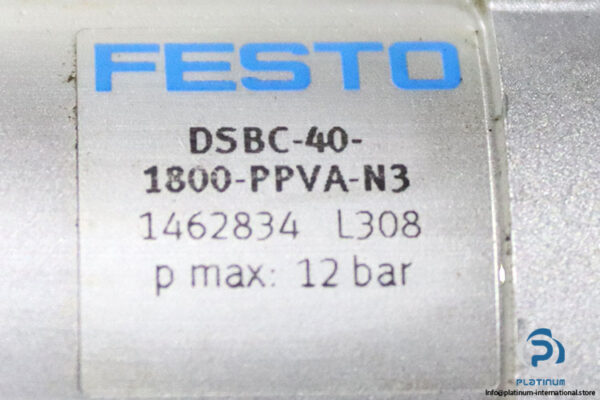 FESTO
DSBC-40-
1800-PPVA-N3
1462834 L308
p max: 12 bar
PLATINUM
info@platinum-international.store